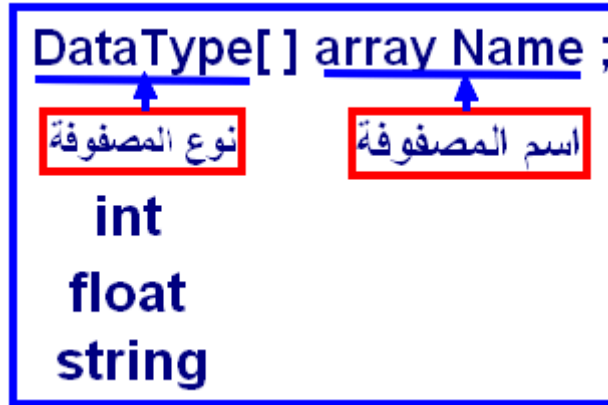 DataType[ ] array Name ;
نوع المصفوفة
اسم المصفوفة
int
float
string